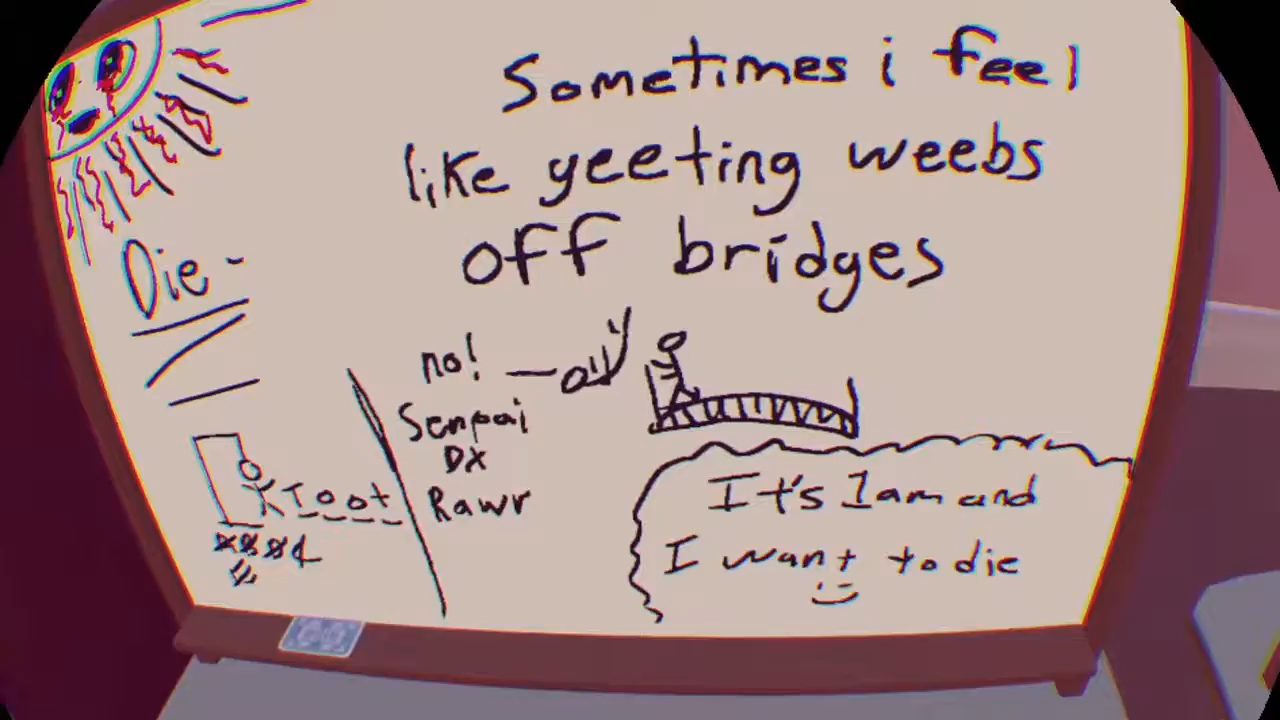 Sometimes i feel
like yeeting weebs
off bridges
Die -
no!
Senpai
DX
Rawr
Toot
It's 1am and
I want to die